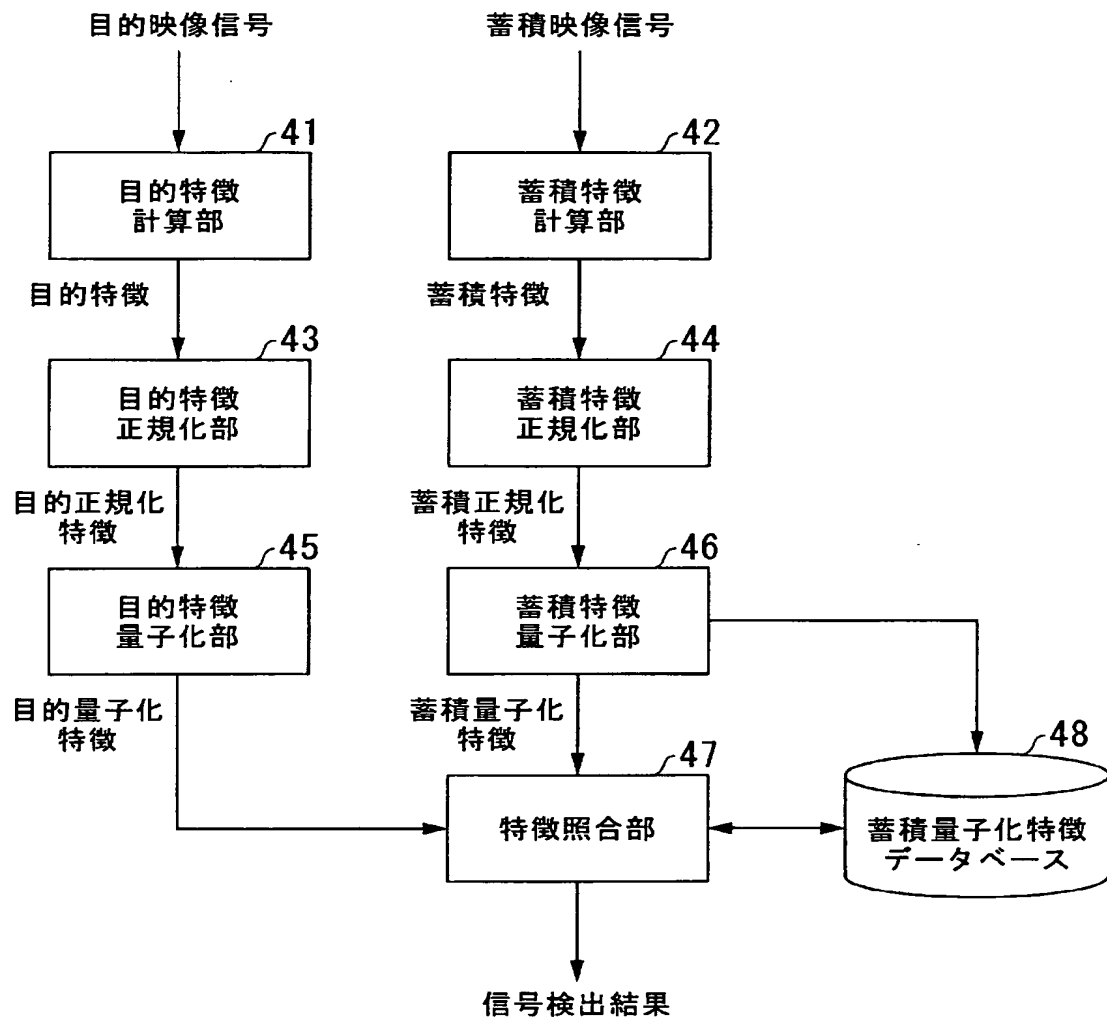 目的映像信号
蓄積映像信号
41
42
目的特徴
計算部
蓄積特徴
計算部
目的特徴
蓄積特徴
43
44
目的特徴
正規化部
蓄積特徴
正規化部
目的正規化
特徴
蓄積正規化
特徴
45
46
目的特徴
量子化部
蓄積特徴
量子化部
目的量子化
特徴
蓄積量子化
特徴
47
48
特徴照合部
蓄積量子化特徴
データベース
信号検出結果